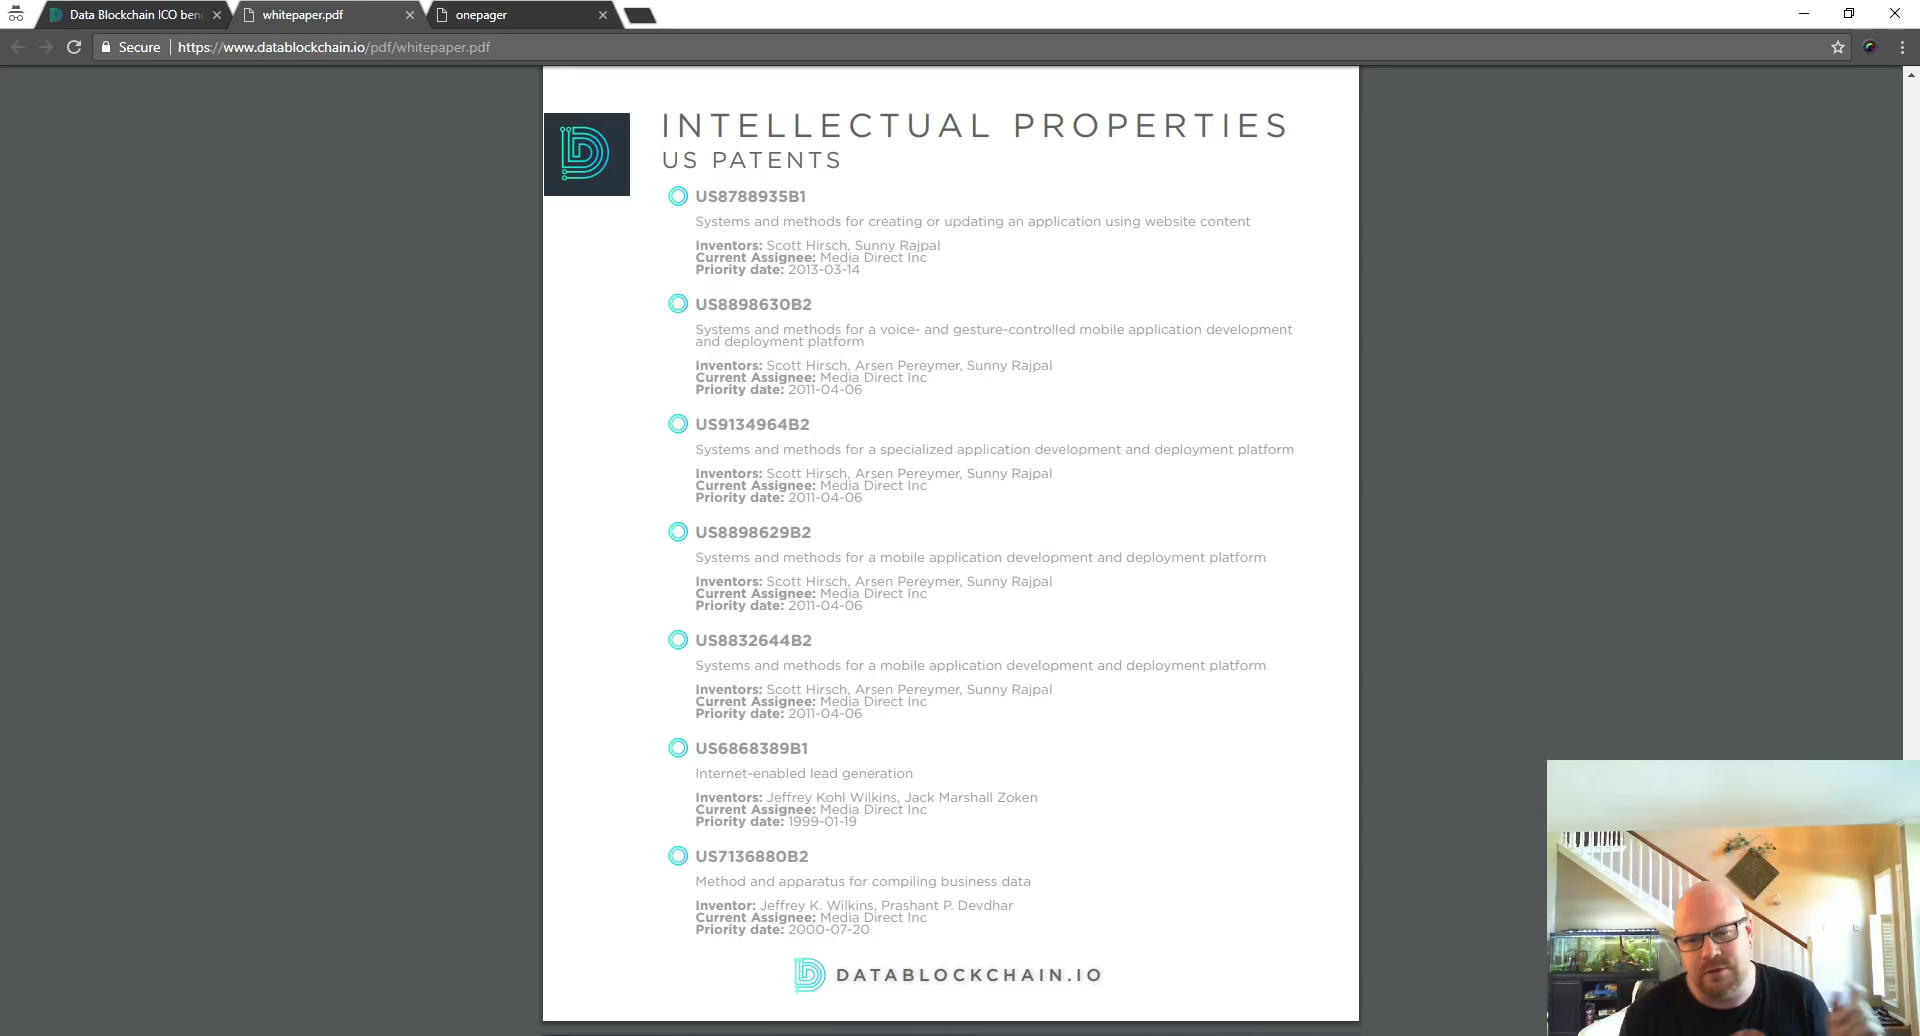 Data Blockchain ICO ben
whitepaper.pdf
onepager
Secure
https://www.datablockchain.io/pdf/whitepaper.pdf
INTELLECTUAL PROPERTIES
US PATENTS
US8788935B1
Systems and methods for creating or updating an application using website content
Inventors: Scott Hirsch, Sunny Rajpal
Current Assignee: Media Direct Inc
Priority date: 2013-03-14
US8898630B2
Systems and methods for a voice- and gesture-controlled mobile application development
and deployment platform
Inventors: Scott Hirsch, Arsen Pereymer, Sunny Rajpal
Current Assignee: Media Direct Inc
Priority date: 2011-04-06
US9134964B2
Systems and methods for a specialized application development and deployment platform
Inventors: Scott Hirsch, Arsen Pereymer, Sunny Rajpal
Current Assignee: Media Direct Inc
Priority date: 2011-04-06
US8898629B2
Systems and methods for a mobile application development and deployment platform
Inventors: Scott Hirsch, Arsen Pereymer, Sunny Rajpal
Current Assignee: Media Direct Inc
Priority date: 2011-04-06
US8832644B2
Systems and methods for a mobile application development and deployment platform
Inventors: Scott Hirsch, Arsen Pereymer, Sunny Rajpal
Current Assignee: Media Direct Inc
Priority date: 2011-04-06
US6868389B1
Internet-enabled lead generation
Inventors: Jeffrey Kohl Wilkins, Jack Marshall Zoken
Current Assignee: Media Direct Inc
Priority date: 1999-01-19
US7136880B2
Method and apparatus for compiling business data
Inventor: Jeffrey K. Wilkins, Prashant P. Devdhar
Current Assignee: Media Direct Inc
Priority date: 2000-07-20
DATABLOCKCHAIN.IO